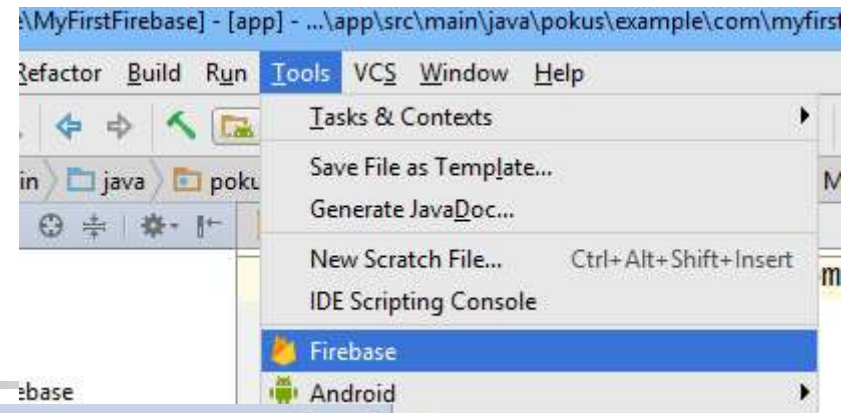 \MyFirstFirebase] - [app] - ...\app\src\main\java\pokus\example\com\myfirst
Refactor Build Run Tools VCS Window Help
Tasks & Contexts
in java poku M
Save File as Template...
Generate JavaDoc...
New Scratch File... Ctrl+Alt+Shift+Insert
m
IDE Scripting Console
Firebase
ebase
Android